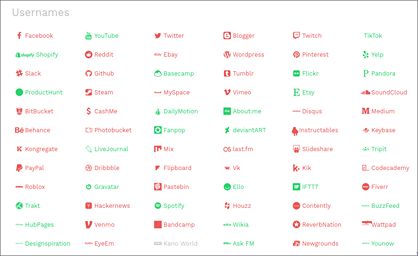 Usernames
Facebook YouTube Twitter Blogger Twitch TikTok
shopify Shopify Reddit Ebay Wordpress Pinterest Yelp
Slack Github Basecamp Tumblr Flickr Pandora
ProductHunt Steam MySpace Vimeo Etsy SoundCloud
BitBucket CashMe DailyMotion About.me Disqus Medium
Behance Photobucket Fanpop deviantART Instructables Keybase
Kongregate LiveJournal Mix last.fm Slideshare Tripit
PayPal Dribbble Flipboard Vk Kik Codecademy
Roblox Gravatar Pastebin Ello IFTTT Fiverr
Trakt Hackernews Spotify Houzz Contently BuzzFeed
HubPages Venmo Bandcamp Wikia ReverbNation Wattpad
Designspiration EyeEm Kano World Ask FM Newgrounds Younow